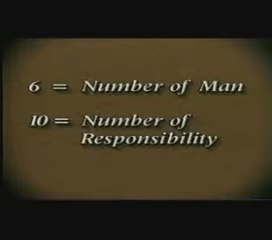 6 = Number of Man
10 = Number of
Responsibility